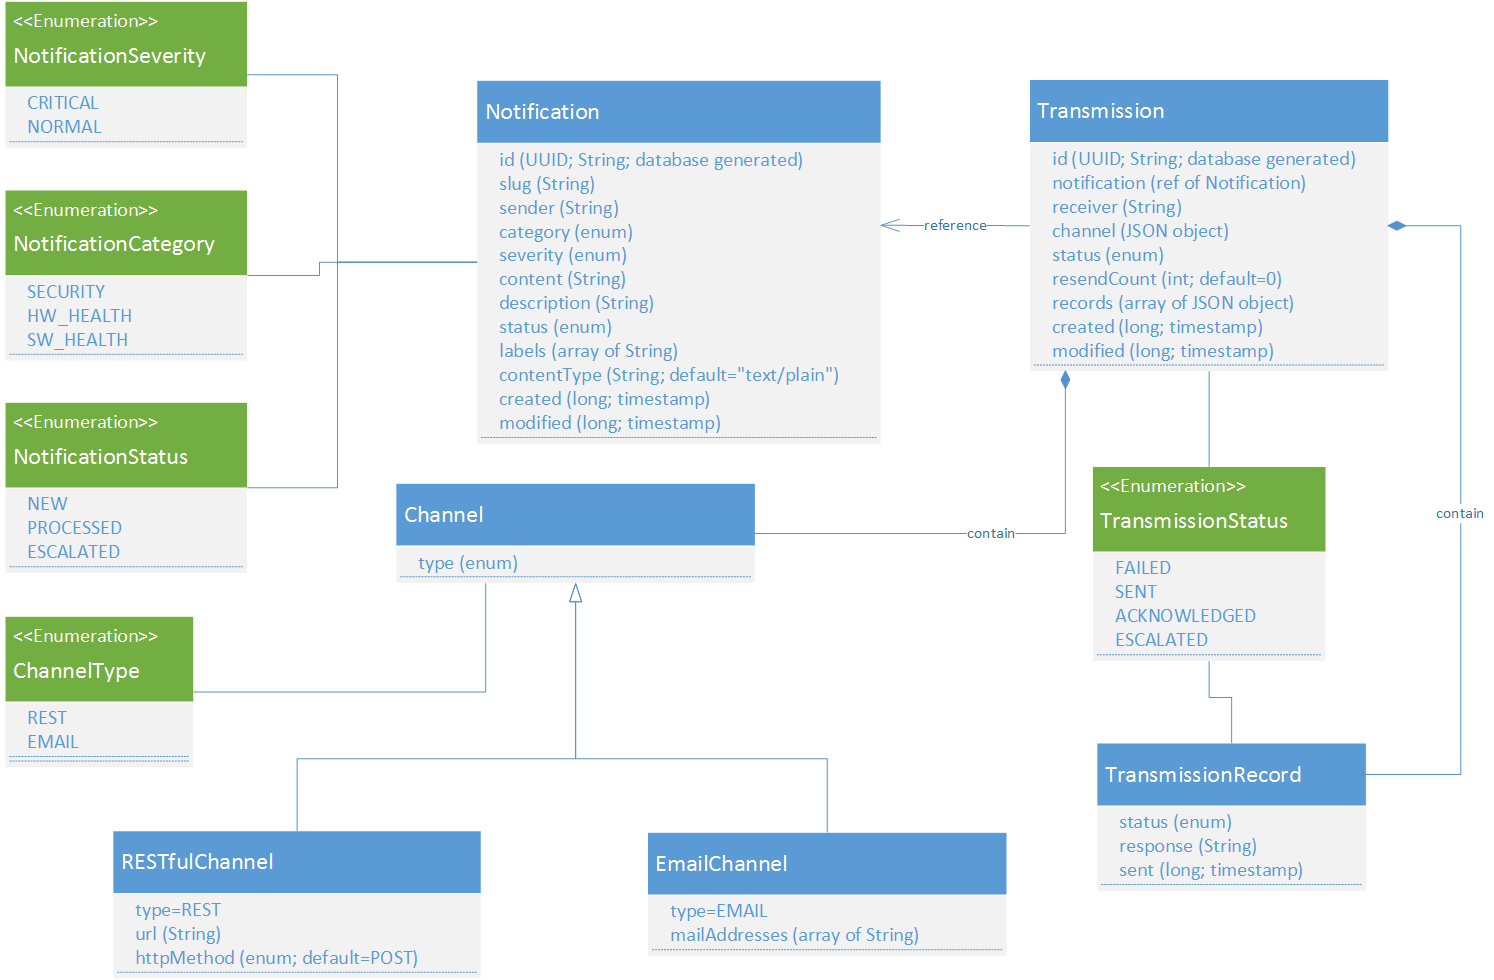 <<Enumeration>>
NotificationSeverity
CRITICAL
NORMAL
<<Enumeration>>
NotificationCategory
SECURITY
HW_HEALTH
SW_HEALTH
<<Enumeration>>
NotificationStatus
NEW
PROCESSED
ESCALATED
<<Enumeration>>
ChannelType
REST
EMAIL
Notification
id (UUID; String; database generated)
slug (String)
sender (String)
category (enum)
severity (enum)
content (String)
description (String)
status (enum)
labels (array of String)
contentType (String; default="text/plain")
created (long; timestamp)
modified (long; timestamp)
reference
Transmission
id (UUID; String; database generated)
notification (ref of Notification)
receiver (String)
channel (JSON object)
status (enum)
resendCount (int; default=0)
records (array of JSON object)
created (long; timestamp)
modified (long; timestamp)
Channel
type (enum)
contain
<<Enumeration>>
TransmissionStatus
FAILED
SENT
ACKNOWLEDGED
ESCALATED
contain
TransmissionRecord
status (enum)
response (String)
sent (long; timestamp)
RESTfulChannel
type=REST
url (String)
httpMethod (enum; default=POST)
EmailChannel
type=EMAIL
mailAddresses (array of String)